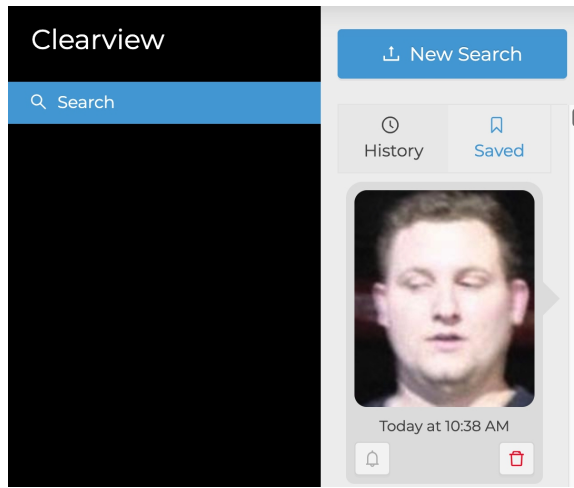 Clearview
New Search
Search
History
Saved
Today at 10:38 AM